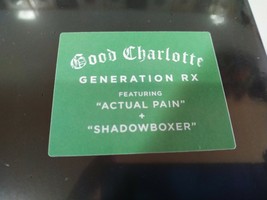 Good Charlotte
GENERATION RX
FEATURING
"ACTUAL PAIN"
+
"SHADOWBOXER"